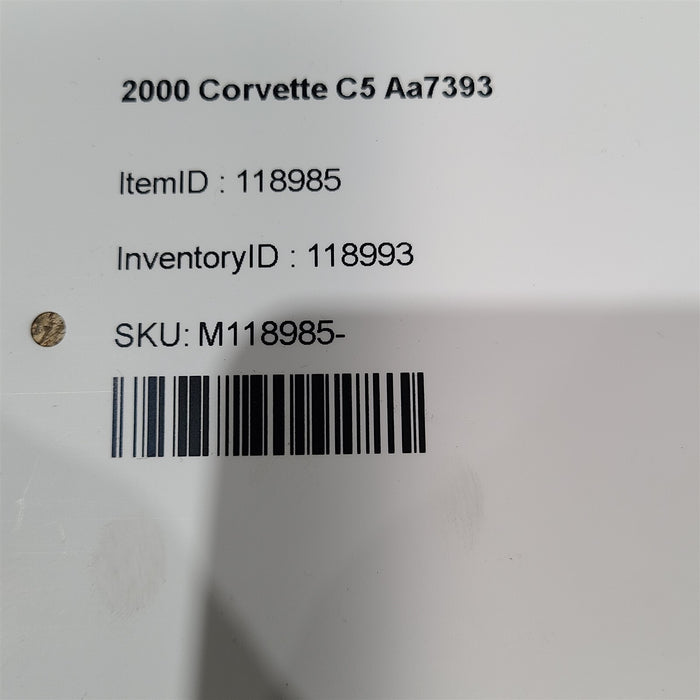 2000 Corvette C5 Aa7393
ItemID : 118985
InventoryID : 118993
SKU: M118985-